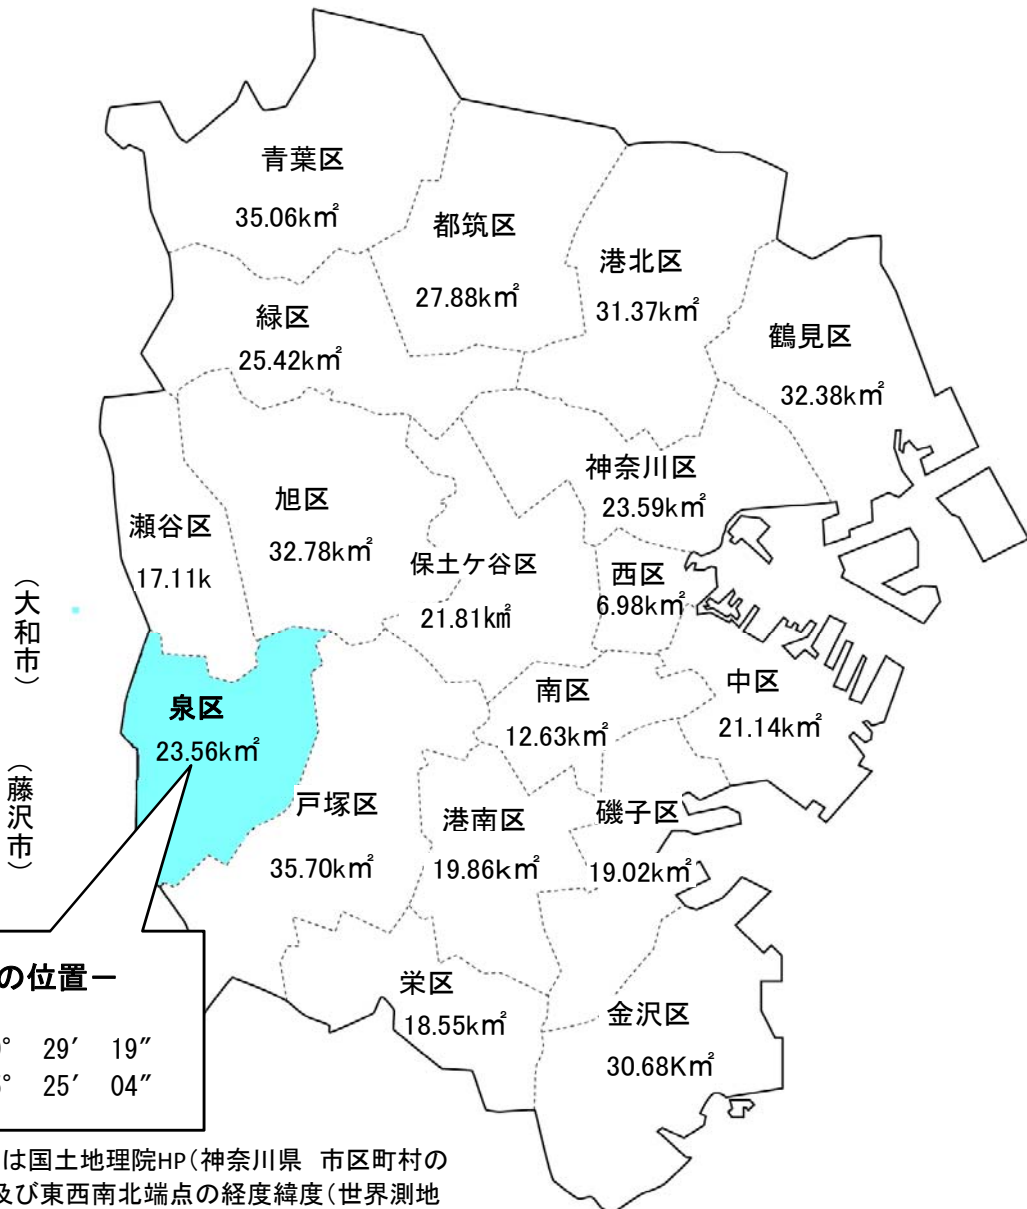 青葉区
35.06km²
都筑区
27.88km²
港北区
31.37km²
緑区
25.42km²
鶴見区
32.38km²
神奈川区
23.59km²
旭区
32.78km²
瀬谷区
17.11k
保土ケ谷区
21.81km²
西区
6.98km²
(大和市)
泉区
23.56km²
南区
12.63km²
中区
21.14km²
(藤沢市)
戸塚区
35.70km²
港南区
19.86km²
磯子区
19.02km²
の位置ー
° 29′ 19″
° 25′ 04″
栄区
18.55km²
金沢区
30.68Km²
は国土地理院HP(神奈川県 市区町村の
及び東西南北端点の経度緯度(世界測地